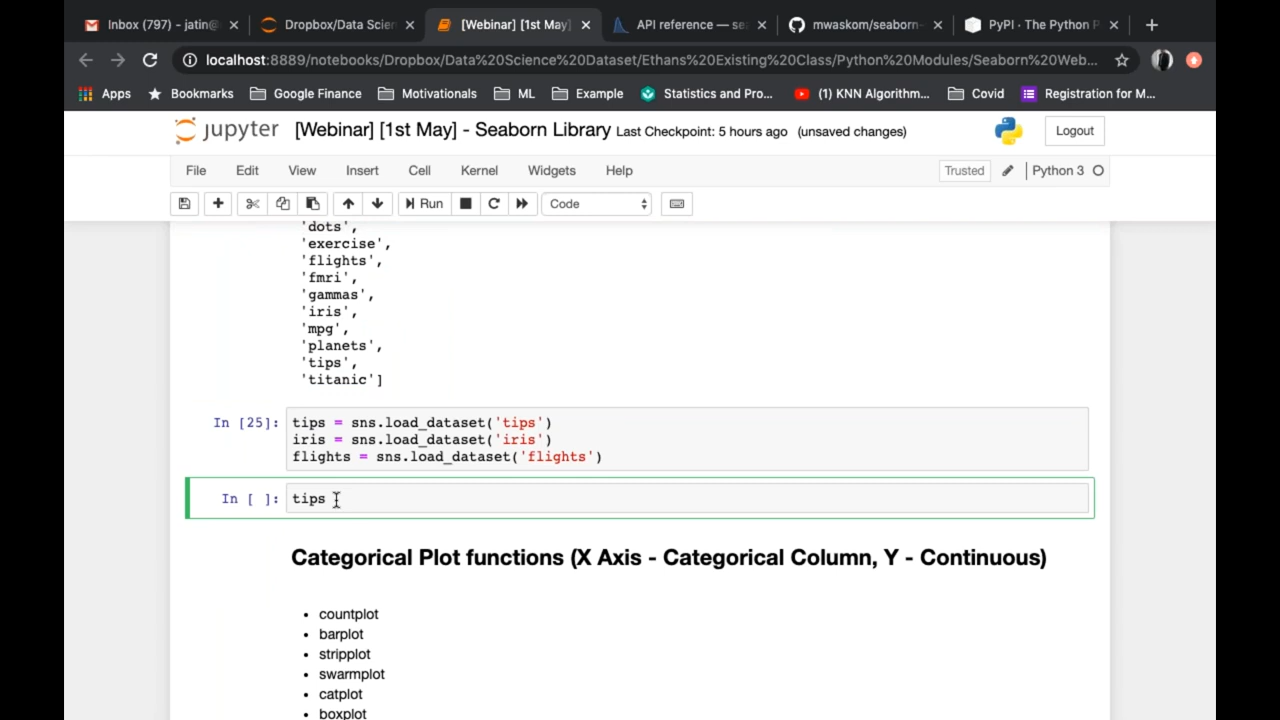 Inbox (797) - jatin@
Dropbox/Data Scien
[Webinar] [1st May]
API reference — se
mwaskom/seaborn-
PyPI · The Python P
localhost:8889/notebooks/Dropbox/Data%20Science%20Dataset/Ethans%20Existing%20Class/Python%20Modules/Seaborn%20Web...
Apps Bookmarks Google Finance Motivationals ML Example Statistics and Pro... (1) KNN Algorithm... Covid Registration for M...
jupyter [Webinar] [1st May] - Seaborn Library Last Checkpoint: 5 hours ago (unsaved changes) Logout
File Edit View Insert Cell Kernel Widgets Help Trusted Python 3
Run Code
'dots',
'exercise',
'flights',
'fmri',
'gammas',
'iris',
'mpg',
'planets',
'tips',
'titanic']
In [25]: tips = sns.load_dataset('tips')
iris = sns.load_dataset('iris')
flights = sns.load_dataset('flights')
In [ ]: tips
Categorical Plot functions (X Axis - Categorical Column, Y - Continuous)
• countplot
• barplot
• stripplot
• swarmplot
• catplot
• boxplot